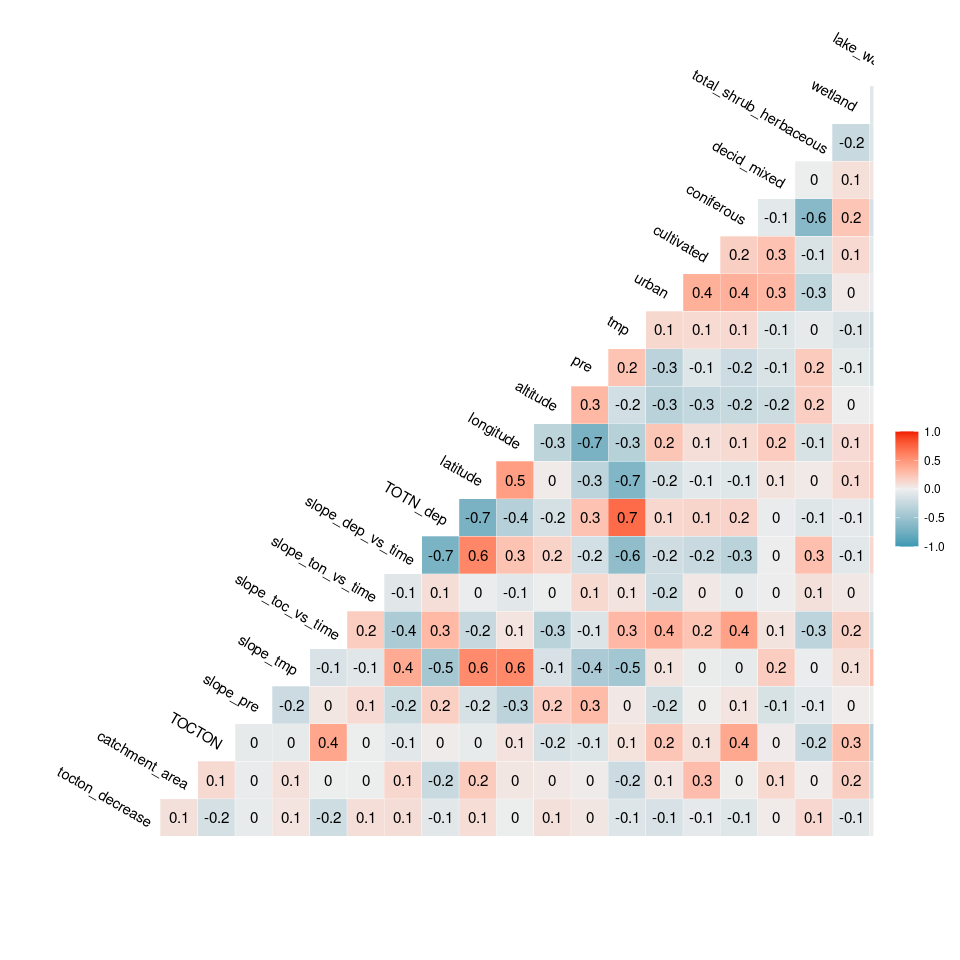 lake_wa
wetland
total_shrub_herbaceous
-0.2
decid_mixed 0 0.1
coniferous -0.1 -0.6 0.2
cultivated 0.2 0.3 -0.1 0.1
urban 0.4 0.4 0.3 -0.3 0
tmp 0.1 0.1 0.1 -0.1 0 -0.1
pre 0.2 -0.3 -0.1 -0.2 -0.1 0.2 -0.1
altitude 0.3 -0.2 -0.3 -0.3 -0.2 -0.2 0.2 0
longitude -0.3 -0.7 -0.3 0.2 0.1 0.1 0.2 -0.1 0.1
latitude 0.5 0 -0.3 -0.7 -0.2 -0.1 -0.1 0.1 0 0.1
TOTN_dep -0.7 -0.4 -0.2 0.3 0.7 0.1 0.1 0.2 0 -0.1 -0.1
slope_dep_vs_time -0.7 0.6 0.3 0.2 -0.2 -0.6 -0.2 -0.2 -0.3 0 0.3 -0.1
slope_ton_vs_time -0.1 0.1 0 -0.1 0 0.1 0.1 -0.2 0 0 0 0.1 0
slope_toc_vs_time 0.2 -0.4 0.3 -0.2 0.1 -0.3 -0.1 0.3 0.4 0.2 0.4 0.1 -0.3 0.2
slope_tmp -0.1 -0.1 0.4 -0.5 0.6 0.6 -0.1 -0.4 -0.5 0.1 0 0 0.2 0 0.1
slope_pre -0.2 0 0.1 -0.2 0.2 -0.2 -0.3 0.2 0.3 0 -0.2 0 0.1 -0.1 -0.1 0
TOCTON 0 0 0.4 0 -0.1 0 0 0.1 -0.2 -0.1 0.1 0.2 0.1 0.4 0 -0.2 0.3
catchment_area 0.1 0 0.1 0 0 0.1 -0.2 0.2 0 0 0 -0.2 0.1 0.3 0 0.1 0 0.2
tocton_decrease 0.1 -0.2 0 0.1 -0.2 0.1 0.1 -0.1 0.1 0 0.1 0 -0.1 -0.1 -0.1 -0.1 0 0.1 -0.1
1.0
0.5
0.0
-0.5
-1.0